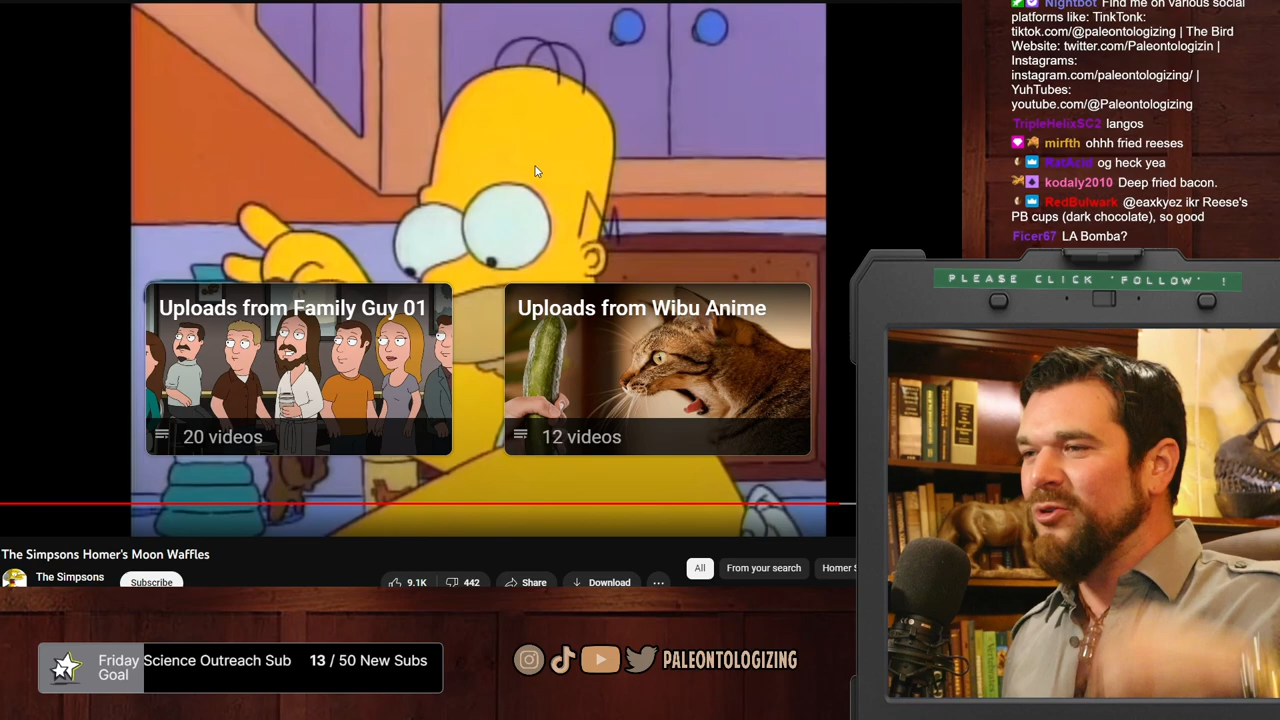 Uploads from Family Guy 01
20 videos
Uploads from Wibu Anime
12 videos
The Simpsons Homer's Moon Waffles
The Simpsons
Subscribe
9.1K
442
Share
Download
All
From your search
Homer S
Friday Science Outreach Sub
Goal
13 / 50 New Subs
PALEONTOLOGIZING
Nightbot Find me on various social
platforms like: TinkTonk:
tiktok.com/@paleontologizing | The Bird
Website: twitter.com/Paleontologizin |
Instagrams:
instagram.com/paleontologizing/ |
YuhTubes:
youtube.com/@Paleontologizing
TripleHelixSC2 langos
mirfth ohhh fried reeses
RatAcid og heck yea
kodaly2010 Deep fried bacon.
RedBulwark @eaxkyez ikr Reese's
PB cups (dark chocolate), so good
Ficer67 LA Bomba?
PLEASE CLICK 'FOLLOW' !